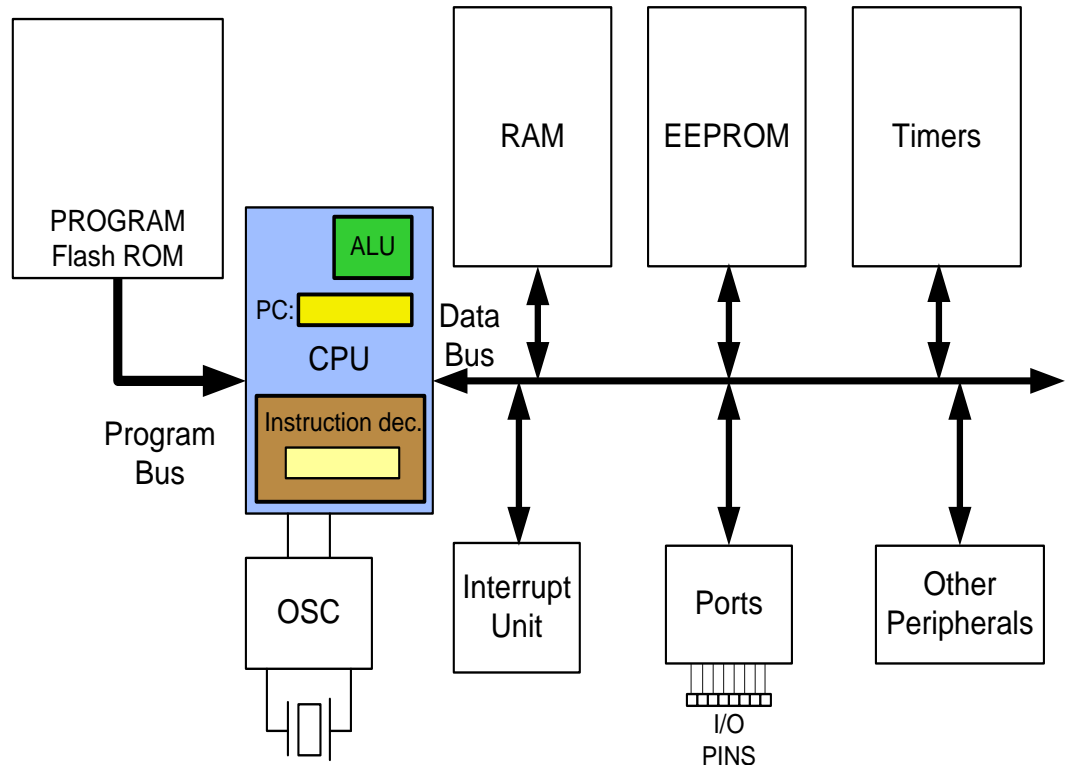 PROGRAM
Flash ROM
RAM
EEPROM
Timers
ALU
PC:
CPU
Instruction dec.
Data
Bus
Program
Bus
OSC
Interrupt
Unit
Ports
I/O
PINS
Other
Peripherals